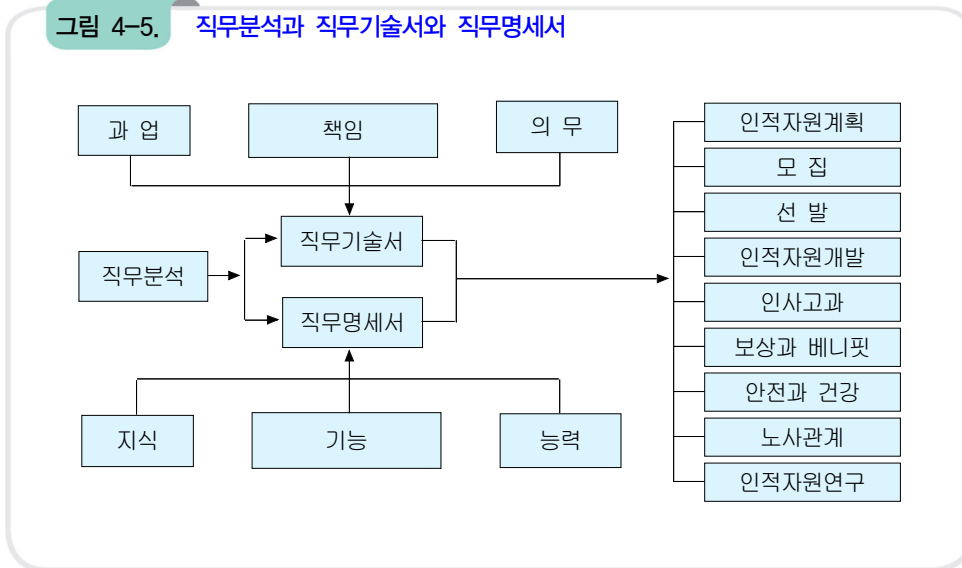 그림 4-5. 직무분석과 직무기술서와 직무명세서
과 업
책임
의 무
직무기술서
직무분석
직무명세서
지식
기능
능력
인적자원계획
모 집
선 발
인적자원개발
인사고과
보상과 베니핏
안전과 건강
노사관계
인적자원연구